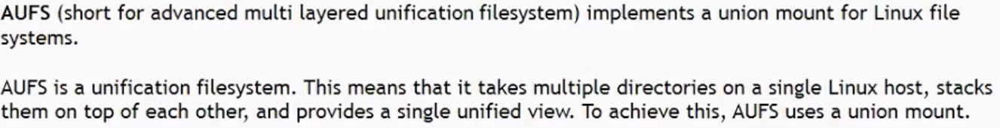 AUFS (short for advanced multi layered unification filesystem) implements a union mount for Linux file
systems.
AUFS is a unification filesystem. This means that it takes multiple directories on a single Linux host, stacks
them on top of each other, and provides a single unified view. To achieve this, AUFS uses a union mount.